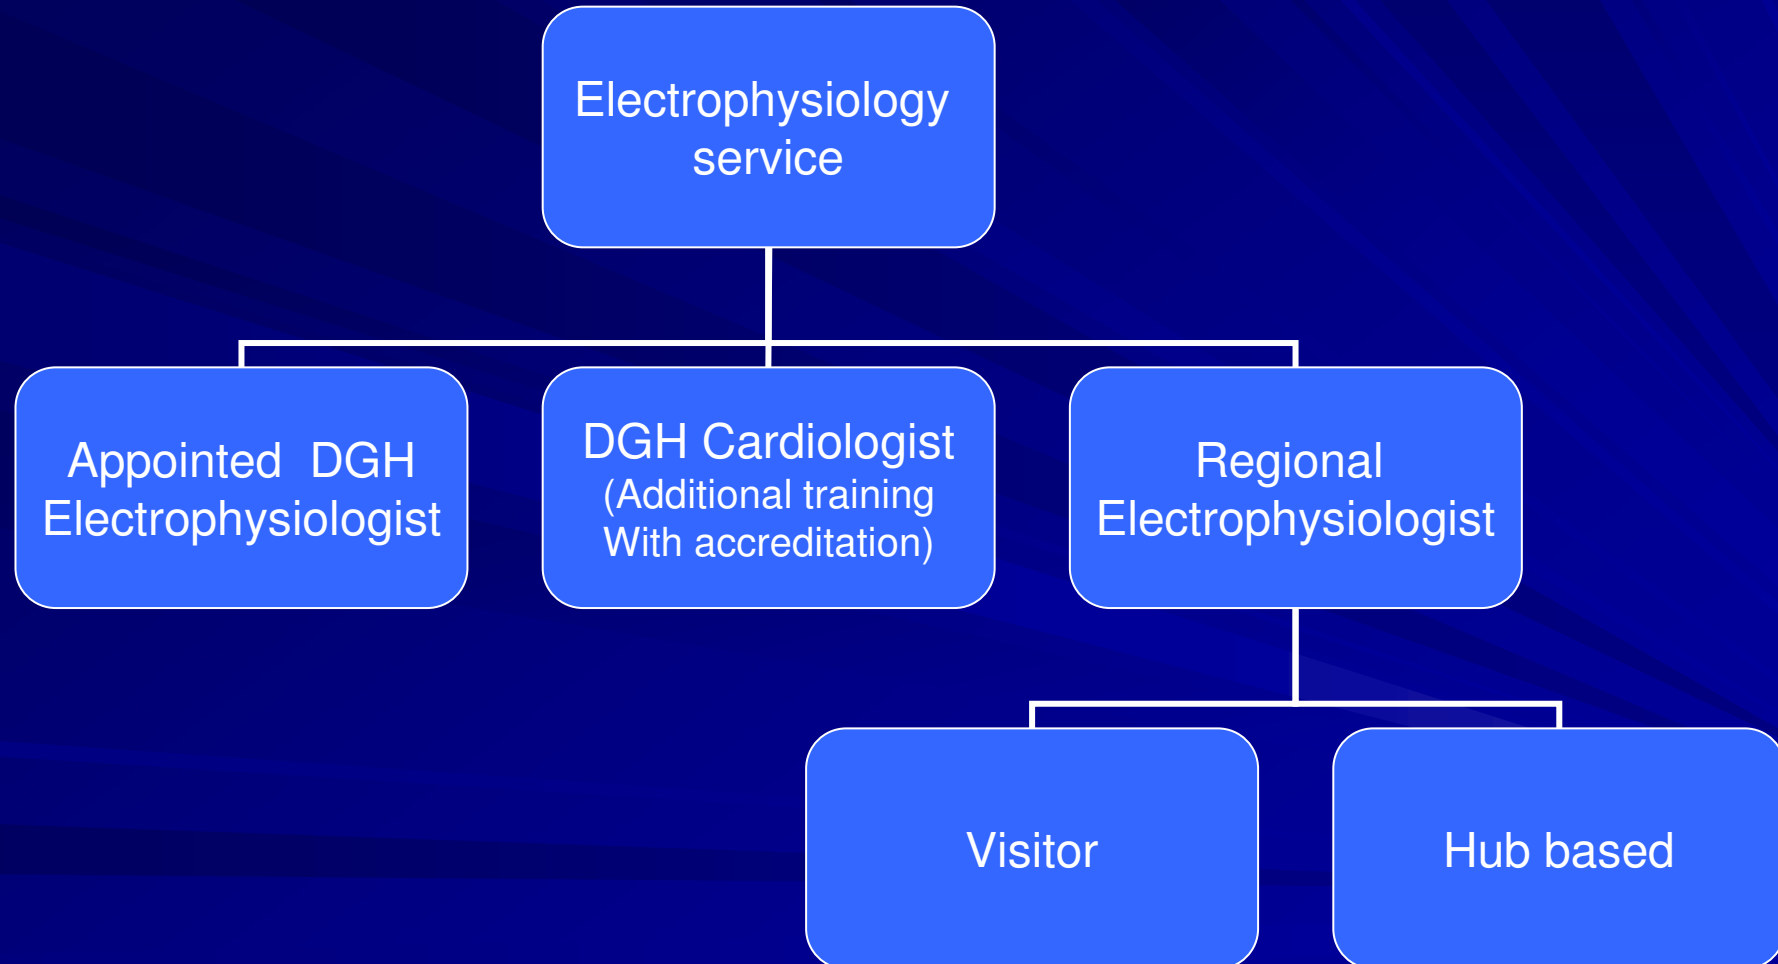 Electrophysiology
service
Appointed  DGH
Electrophysiologist
DGH Cardiologist
(Additional training
With accreditation)
Regional
Electrophysiologist
Visitor
Hub based